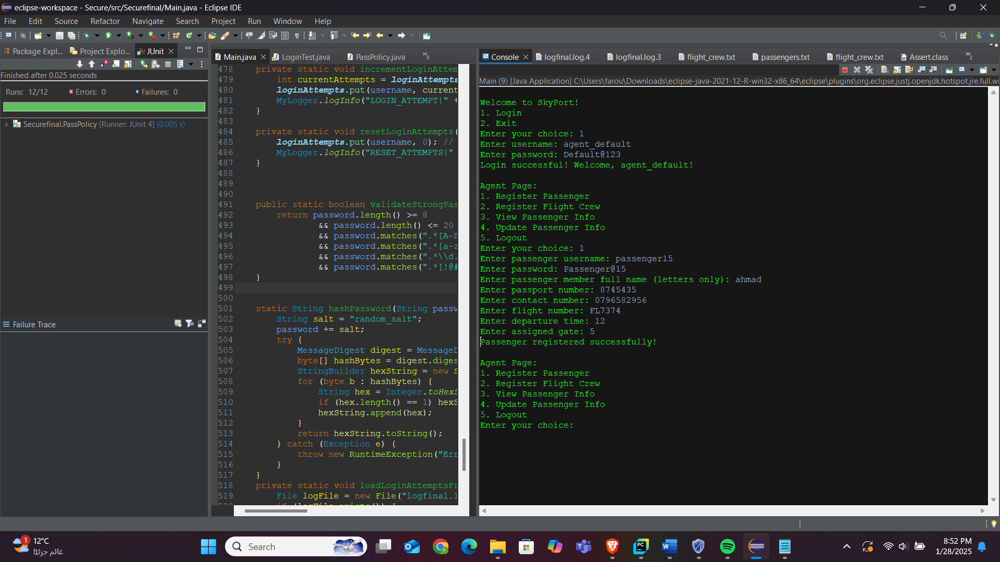 eclipse-workspace - Secure/src/Securefinal/Main.java - Eclipse IDE
File Edit Source Refactor Navigate Search Project Run Window Help
Package Expl... Project Explo... JUnit
Finished after 0.025 seconds
Runs: 12/12 Errors: 0 Failures: 0
Securefinal.PassPolicy [Runner: JUnit 4] (0.005 s)
Failure Trace
Main.java LoginTest.java PassPolicy.java »5
478 private static void incrementLoginAttem
479 int currentAttempts = loginAttempts
480 loginAttempts.put(username, current
481 MyLogger.logInfo("LOGIN_ATTEMPT|" +
482 }
483
484 private static void resetLoginAttempts(
485 loginAttempts.put(username, 0); //
486 MyLogger.logInfo("RESET_ATTEMPTS|"
487 }
488
489
490
491 public static boolean validateStrongPas
492 return password.length() >= 8
493 && password.length() <= 20
494 && password.matches(".*[A-Z
495 && password.matches(".*[a-z
496 && password.matches(".*\\d.
497 && password.matches(".*[!@#
498 }
499
500
501 static String hashPassword(String passw
502 String salt = "random_salt";
503 password += salt;
504 try {
505 MessageDigest digest = MessageD
506 byte[] hashBytes = digest.diges
507 StringBuilder hexString = new S
508 for (byte b : hashBytes) {
509 String hex = Integer.toHexS
510 if (hex.length() == 1) hexS
511 hexString.append(hex);
512 }
513 return hexString.toString();
514 } catch (Exception e) {
515 throw new RuntimeException("Err
516 }
517 }
518 private static void loadLoginAttemptsFr
519 File logFile = new File("logfinal.l
Console logfinal.log.4 logfinal.log.3 flight_crew.txt passengers.txt flight_crew.txt Assert.class »2
Main (9) [Java Application] C:\Users\farou\Downloads\eclipse-java-2021-12-R-win32-x86_64\eclipse\plugins\org.eclipse.justj.openjdk.hotspot.jre.full.wi
Welcome to SkyPort!
1. Login
2. Exit
Enter your choice: 1
Enter username: agent_default
Enter password: Default@123
Login successful! Welcome, agent_default!
Agent Page:
1. Register Passenger
2. Register Flight Crew
3. View Passenger Info
4. Update Passenger Info
5. Logout
Enter your choice: 1
Enter passenger username: passenger15
Enter password: Passenger@15
Enter passenger member full name (letters only): ahmad
Enter passport number: 8745435
Enter contact number: 0796582956
Enter flight number: FL7374
Enter departure time: 12
Enter assigned gate: 5
Passenger registered successfully!
Agent Page:
1. Register Passenger
2. Register Flight Crew
3. View Passenger Info
4. Update Passenger Info
5. Logout
Enter your choice:
1
12°C
غائم جزئيًا
Search
8:52 PM
1/28/2025